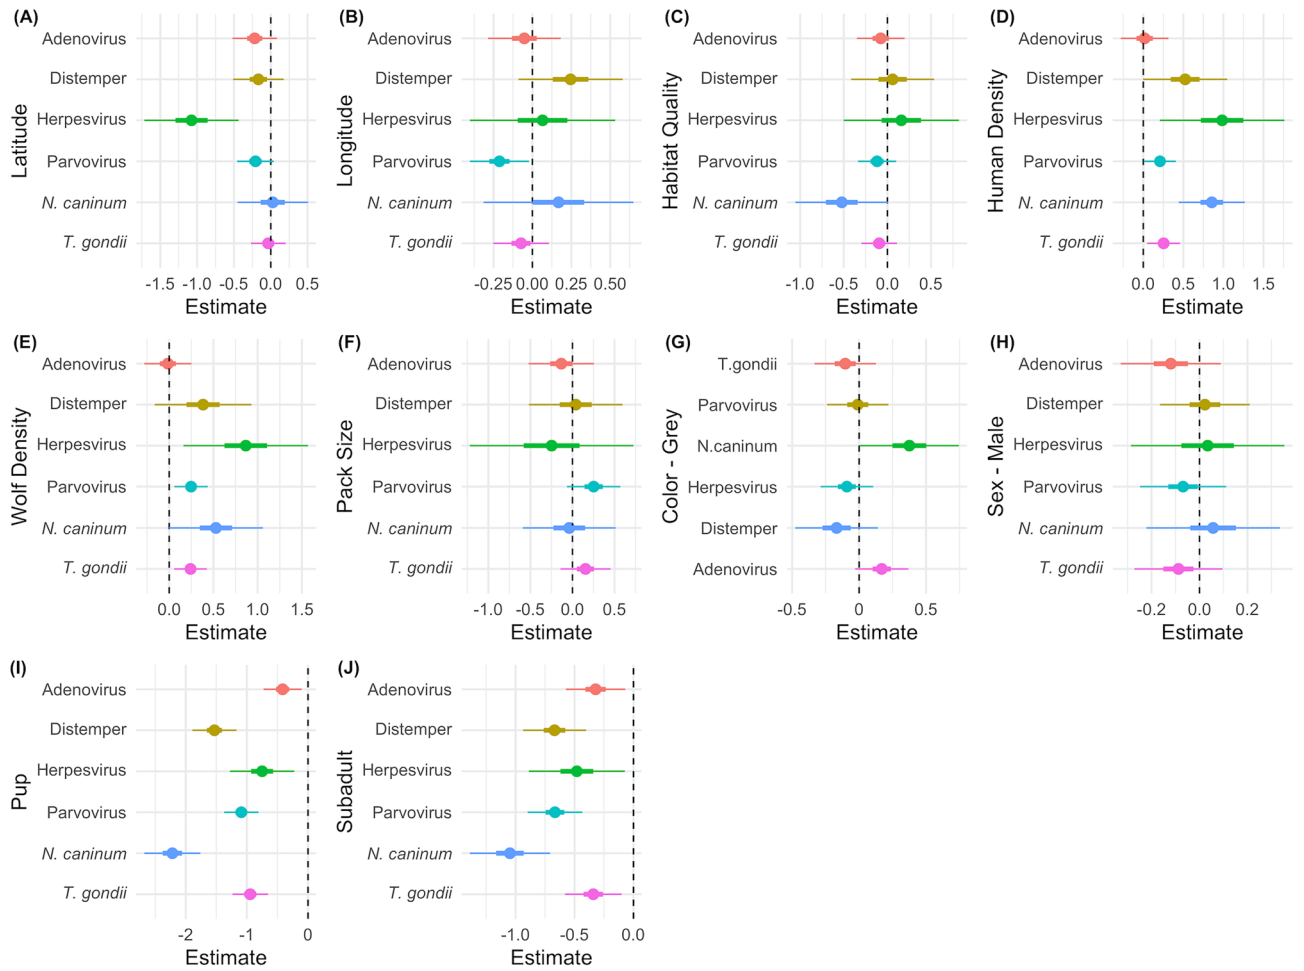 (A)
Latitude
Adenovirus
Distemper
Herpesvirus
Parvovirus
N. caninum
T. gondii
-1.5 -1.0 -0.5 0.0 0.5
Estimate
(B)
Longitude
Adenovirus
Distemper
Herpesvirus
Parvovirus
N. caninum
T. gondii
-0.25 0.00 0.25 0.50
Estimate
(C)
Habitat Quality
Adenovirus
Distemper
Herpesvirus
Parvovirus
N. caninum
T. gondii
-1.0 -0.5 0.0 0.5
Estimate
(D)
Human Density
Adenovirus
Distemper
Herpesvirus
Parvovirus
N. caninum
T. gondii
0.0 0.5 1.0 1.5
Estimate
(E)
Wolf Density
Adenovirus
Distemper
Herpesvirus
Parvovirus
N. caninum
T. gondii
0.0 0.5 1.0 1.5
Estimate
(F)
Pack Size
Adenovirus
Distemper
Herpesvirus
Parvovirus
N. caninum
T. gondii
-1.0 -0.5 0.0 0.5
Estimate
(G)
Color - Grey
T.gondii
Parvovirus
N.caninum
Herpesvirus
Distemper
Adenovirus
-0.5 0 0.5
Estimate
(H)
Sex - Male
Adenovirus
Distemper
Herpesvirus
Parvovirus
N. caninum
T. gondii
-0.2 0.0 0.2
Estimate
(I)
Pup
Adenovirus
Distemper
Herpesvirus
Parvovirus
N. caninum
T. gondii
-2 -1 0
Estimate
(J)
Subadult
Adenovirus
Distemper
Herpesvirus
Parvovirus
N. caninum
T. gondii
-1.0 -0.5 0.0
Estimate